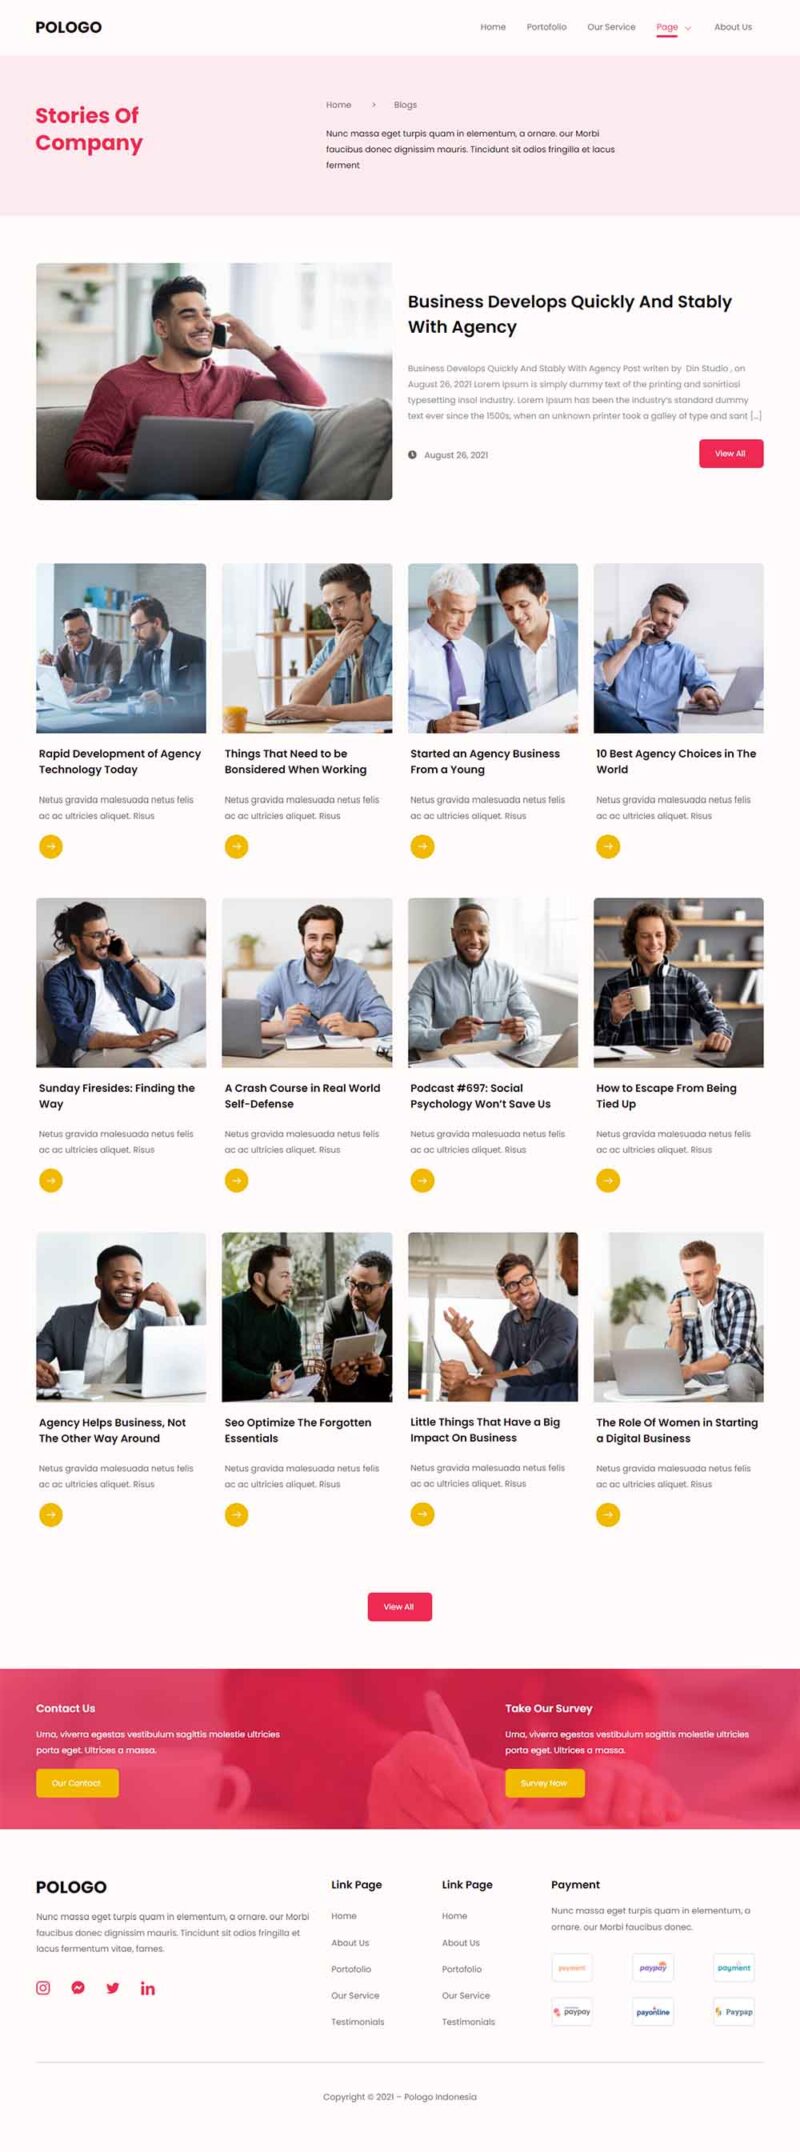 POLOGO
Home Portofolio Our Service Page About Us
Stories Of
Company
Home > Blogs
Nunc massa eget turpis quam in elementum, a ornare. our Morbi
faucibus donec dignissim mauris. Tincidunt sit odios fringilla et lacus
ferment
Business Develops Quickly And Stably
With Agency
Business Develops Quickly And Stably With Agency Post writen by Din Studio , on
August 26, 2021 Lorem Ipsum is simply dummy text of the printing and sonirtiosi
typesetting insol industry. Lorem Ipsum has been the industry's standard dummy
text ever since the 1500s, when an unknown printer took a galley of type and sant [...]
August 26, 2021
View All
Rapid Development of Agency
Technology Today
Netus gravida malesuada netus felis
ac ac ultricies aliquet. Risus
Things That Need to be
Bonsidered When Working
Netus gravida malesuada netus felis
ac ac ultricies aliquet. Risus
Started an Agency Business
From a Young
Netus gravida malesuada netus felis
ac ac ultricies aliquet. Risus
10 Best Agency Choices in The
World
Netus gravida malesuada netus felis
ac ac ultricies aliquet. Risus
Sunday Firesides: Finding the
Way
Netus gravida malesuada netus felis
ac ac ultricies aliquet. Risus
A Crash Course in Real World
Self-Defense
Netus gravida malesuada netus felis
ac ac ultricies aliquet. Risus
Podcast #697: Social
Psychology Won't Save Us
Netus gravida malesuada netus felis
ac ac ultricies aliquet. Risus
How to Escape From Being
Tied Up
Netus gravida malesuada netus felis
ac ac ultricies aliquet. Risus
Agency Helps Business, Not
The Other Way Around
Netus gravida malesuada netus felis
ac ac ultricies aliquet. Risus
Seo Optimize The Forgotten
Essentials
Netus gravida malesuada netus felis
ac ac ultricies aliquet. Risus
Little Things That Have a Big
Impact On Business
Netus gravida malesuada netus felis
ac ac ultricies aliquet. Risus
The Role Of Women in Starting
a Digital Business
Netus gravida malesuada netus felis
ac ac ultricies aliquet. Risus
View All
Contact Us
Urna, viverra egestas vestibulum sagittis molestie ultricies
porta eget. Ultrices a massa.
Our Contact
Take Our Survey
Urna, viverra egestas vestibulum sagittis molestie ultricies
porta eget. Ultrices a massa.
Survey Now
POLOGO
Nunc massa eget turpis quam in elementum, a ornare. our Morbi
faucibus donec dignissim mauris. Tincidunt sit odios fringilla et
lacus fermentum vitae, fames.
Link Page
Home
About Us
Portofolio
Our Service
Testimonials
Link Page
Home
About Us
Portofolio
Our Service
Testimonials
Payment
Nunc massa eget turpis quam in elementum, a
ornare. our Morbi faucibus donec.
payment
paypay
payment
paypay
payonline
Paypap
Copyright © 2021 – Pologo Indonesia